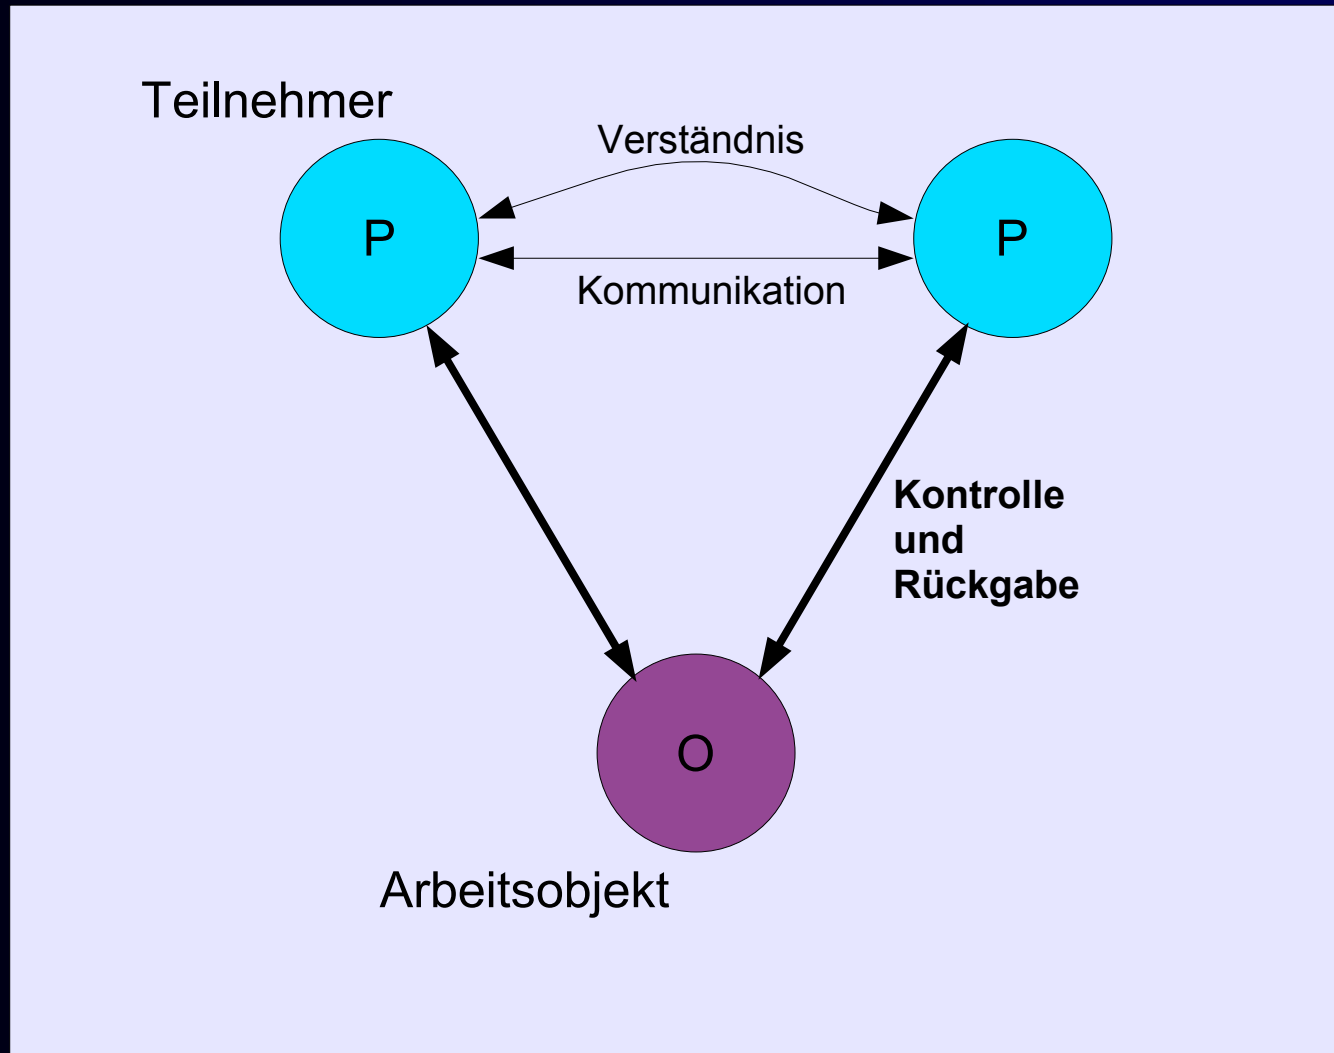 Teilnehmer
Verständnis
P
P
Kommunikation
Kontrolle
und
Rückgabe
O
Arbeitsobjekt